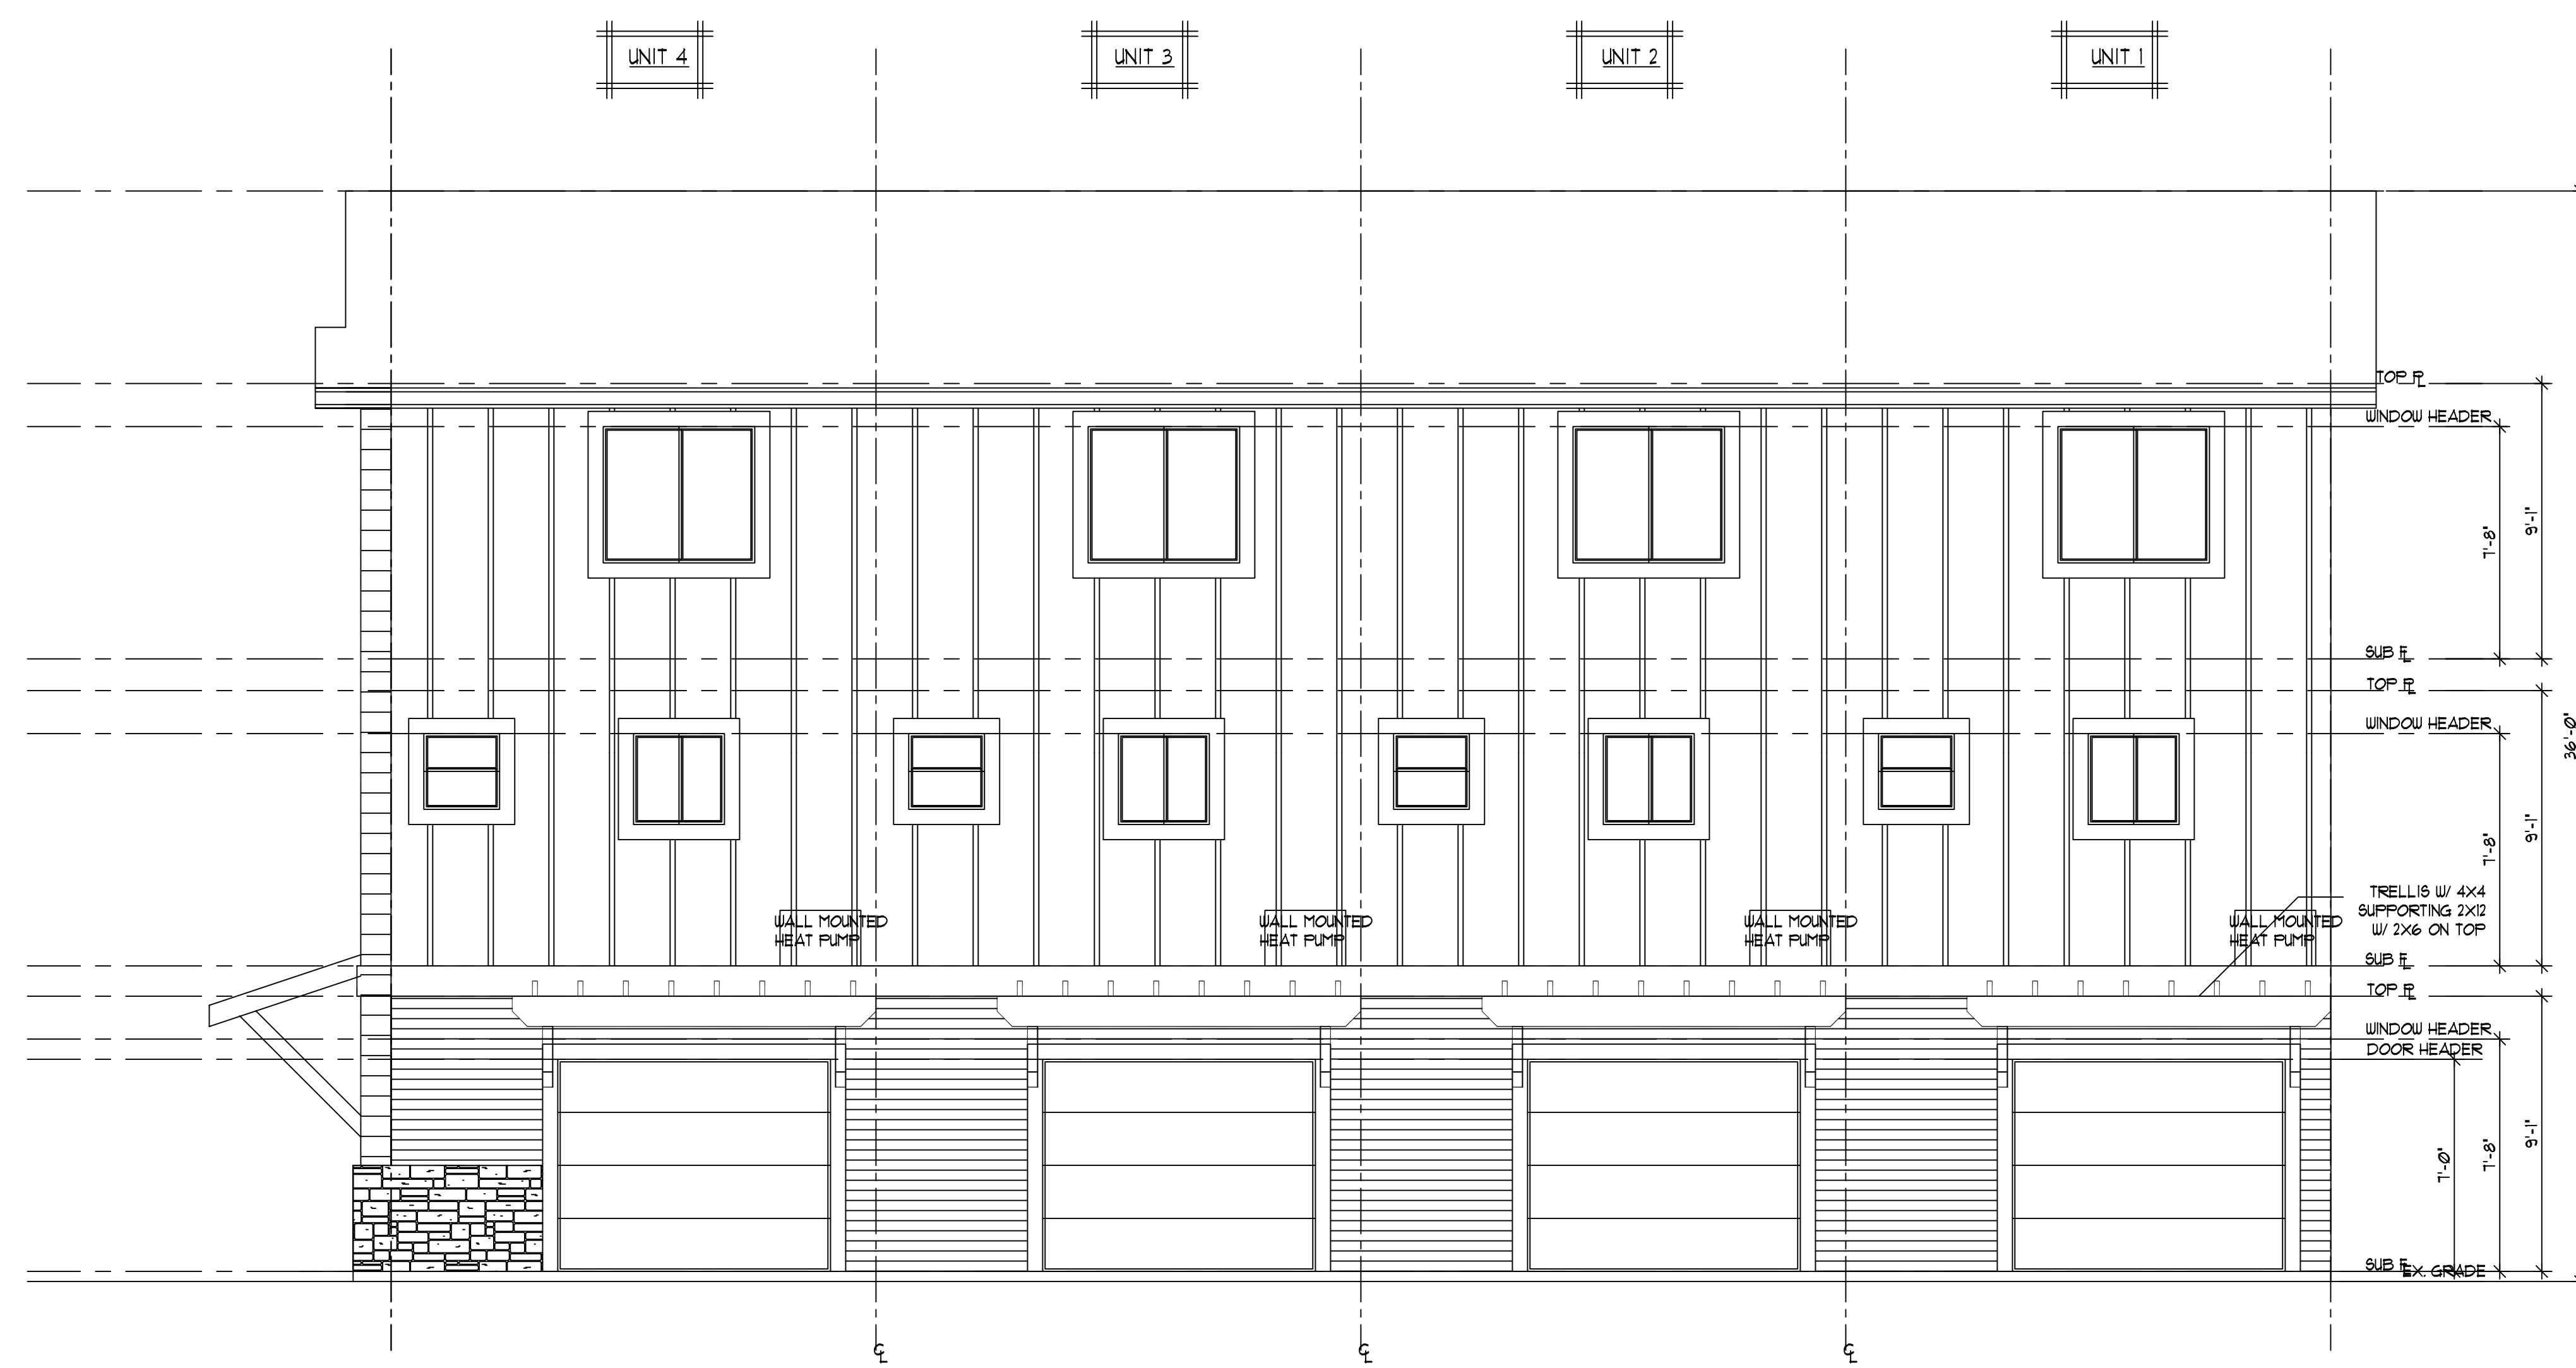 UNIT 4
UNIT 3
UNIT 2
UNIT 1
TOP PL
WINDOW HEADER
9'-1"
7'-8"
SUB FL
TOP PL
WINDOW HEADER
36'-0"
9'-1"
7'-8"
TRELLIS W/ 4X4
SUPPORTING 2X12
W/ 2X6 ON TOP
WALL MOUNTED
HEAT PUMP
WALL MOUNTED
HEAT PUMP
WALL MOUNTED
HEAT PUMP
WALL MOUNTED
HEAT PUMP
SUB FL
TOP PL
WINDOW HEADER
DOOR HEADER
9'-1"
7'-8"
7'-0"
SUB FL
EX. GRADE
CL
CL
CL